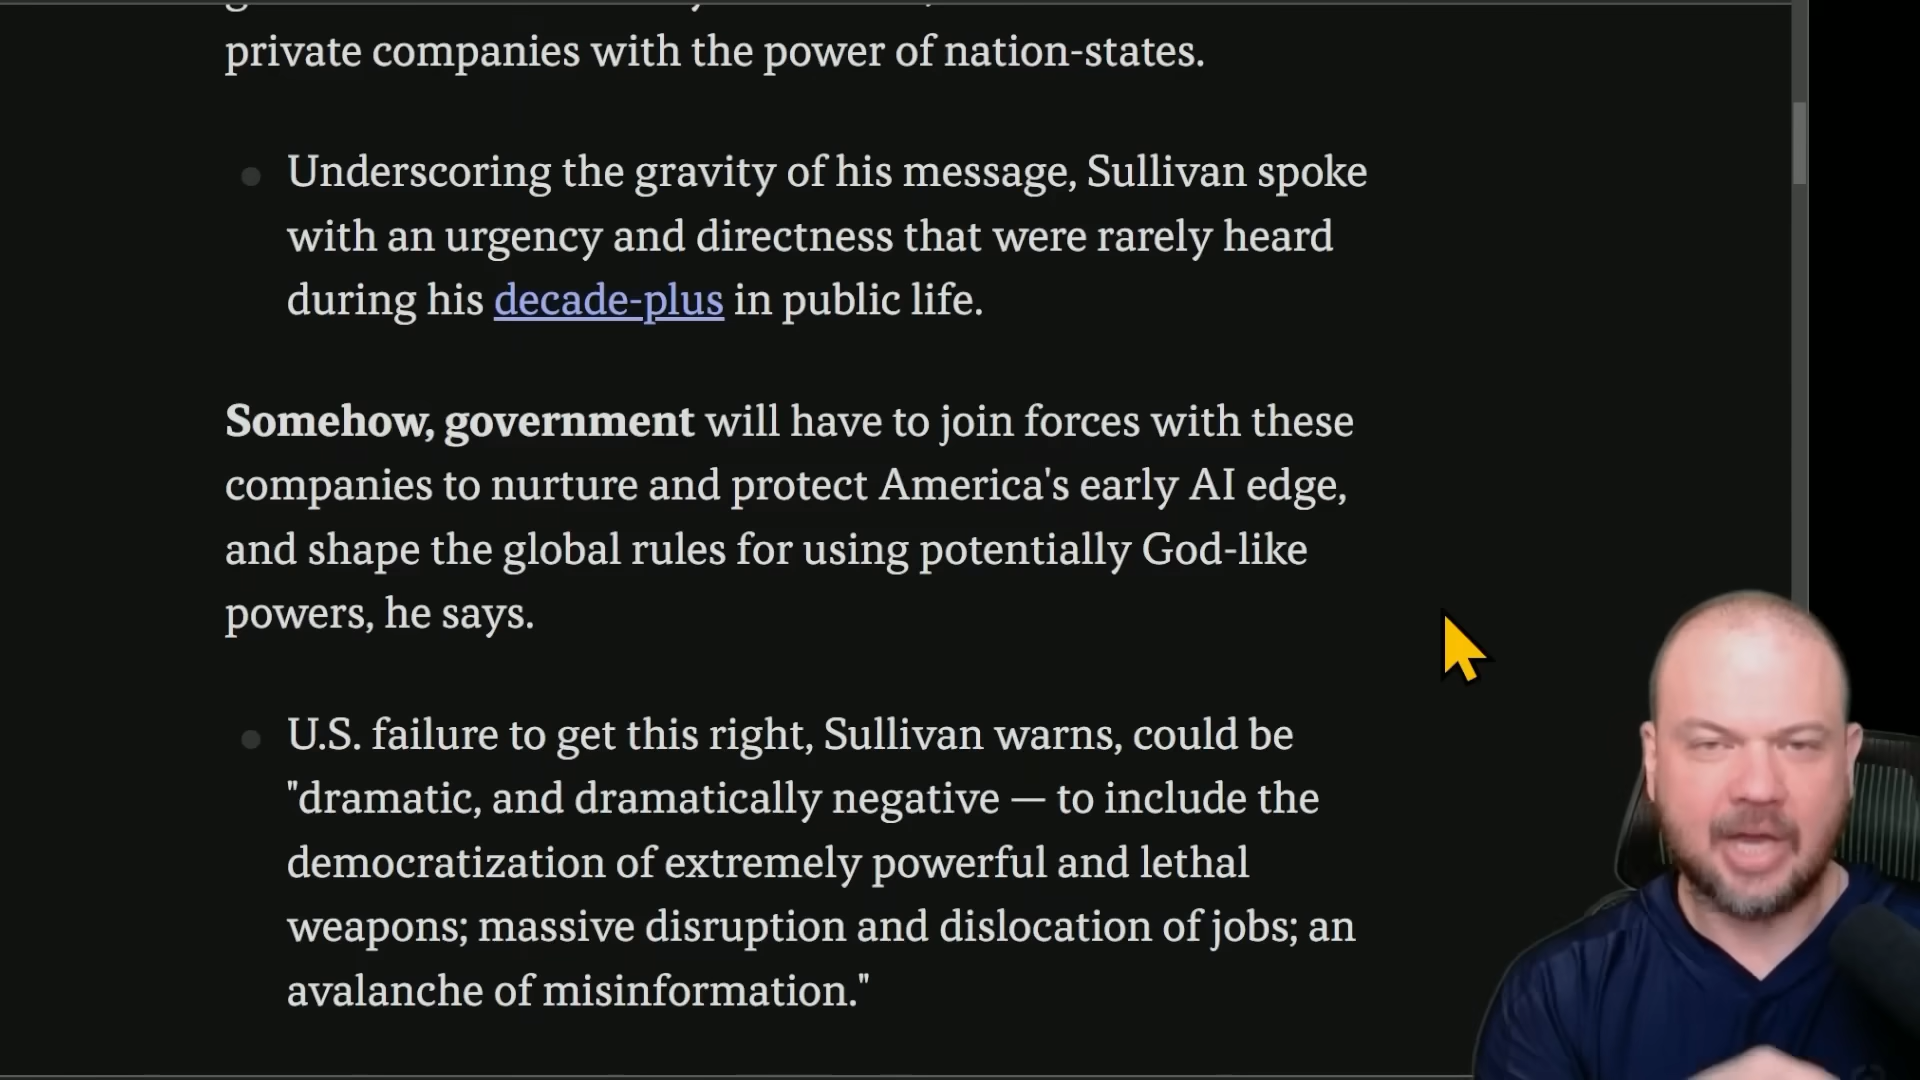 private companies with the power of nation-states.
Underscoring the gravity of his message, Sullivan spoke
with an urgency and directness that were rarely heard
during his decade-plus in public life.
Somehow, government will have to join forces with these
companies to nurture and protect America's early AI edge,
and shape the global rules for using potentially God-like
powers, he says.
U.S. failure to get this right, Sullivan warns, could be
"dramatic, and dramatically negative — to include the
democratization of extremely powerful and lethal
weapons; massive disruption and dislocation of jobs; an
avalanche of misinformation."